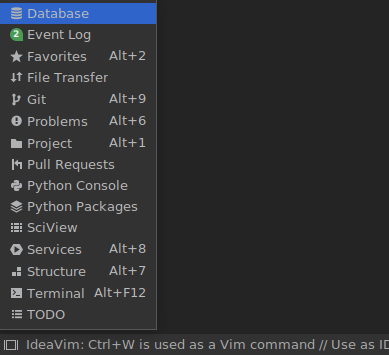 Database
2 Event Log
Favorites Alt+2
File Transfer
Git Alt+9
Problems Alt+6
Project Alt+1
Pull Requests
Python Console
Python Packages
SciView
Services Alt+8
Structure Alt+7
Terminal Alt+F12
TODO
IdeaVim: Ctrl+W is used as a Vim command // Use as ID